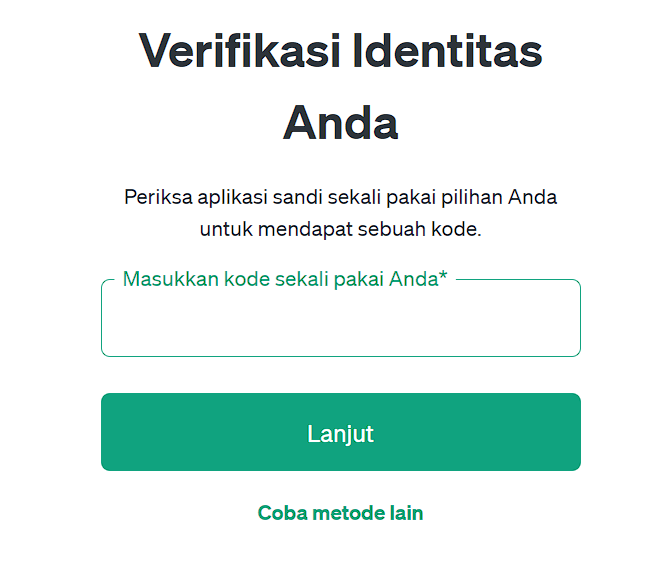 Verifikasi Identitas
Anda
Periksa aplikasi sandi sekali pakai pilihan Anda
untuk mendapat sebuah kode.
Masukkan kode sekali pakai Anda*
Lanjut
Coba metode lain